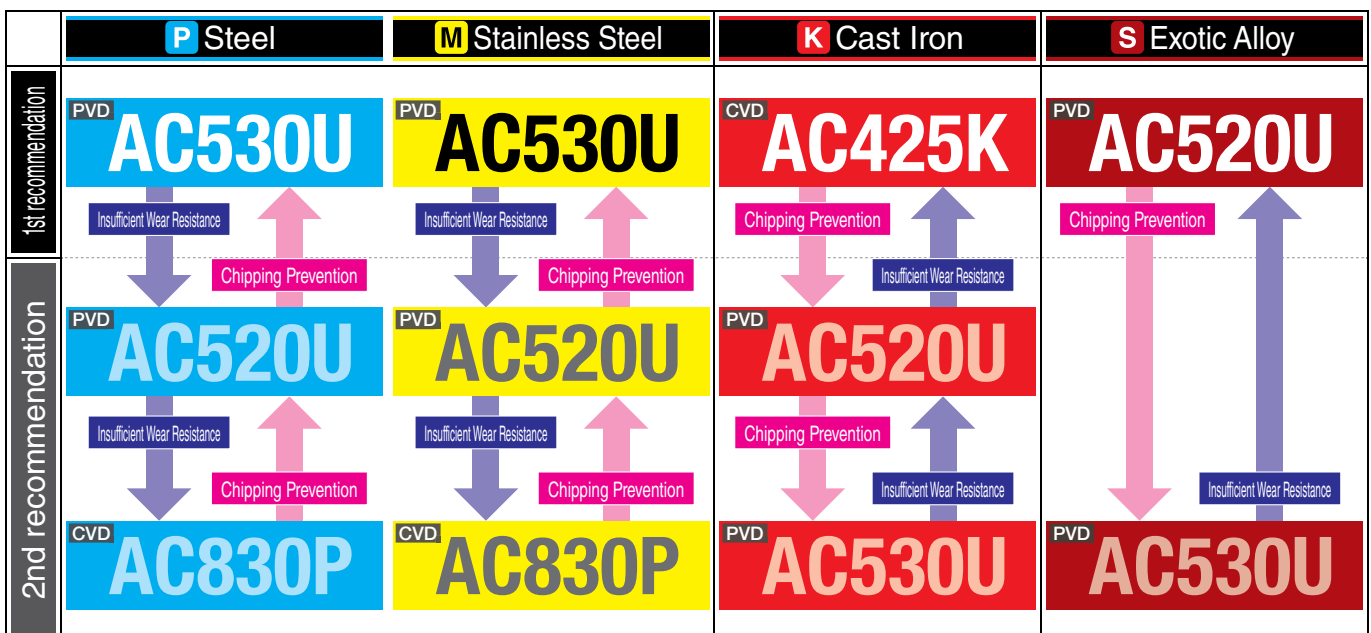 P Steel
M Stainless Steel
K Cast Iron
S Exotic Alloy
1st recommendation
PVD AC530U
PVD AC530U
CVD AC425K
PVD AC520U
Insufficient Wear Resistance
Insufficient Wear Resistance
Chipping Prevention
Chipping Prevention
Chipping Prevention
Chipping Prevention
Insufficient Wear Resistance
2nd recommendation
PVD AC520U
PVD AC520U
PVD AC520U
Insufficient Wear Resistance
Insufficient Wear Resistance
Chipping Prevention
Chipping Prevention
Chipping Prevention
Insufficient Wear Resistance
Insufficient Wear Resistance
CVD AC830P
CVD AC830P
PVD AC530U
PVD AC530U